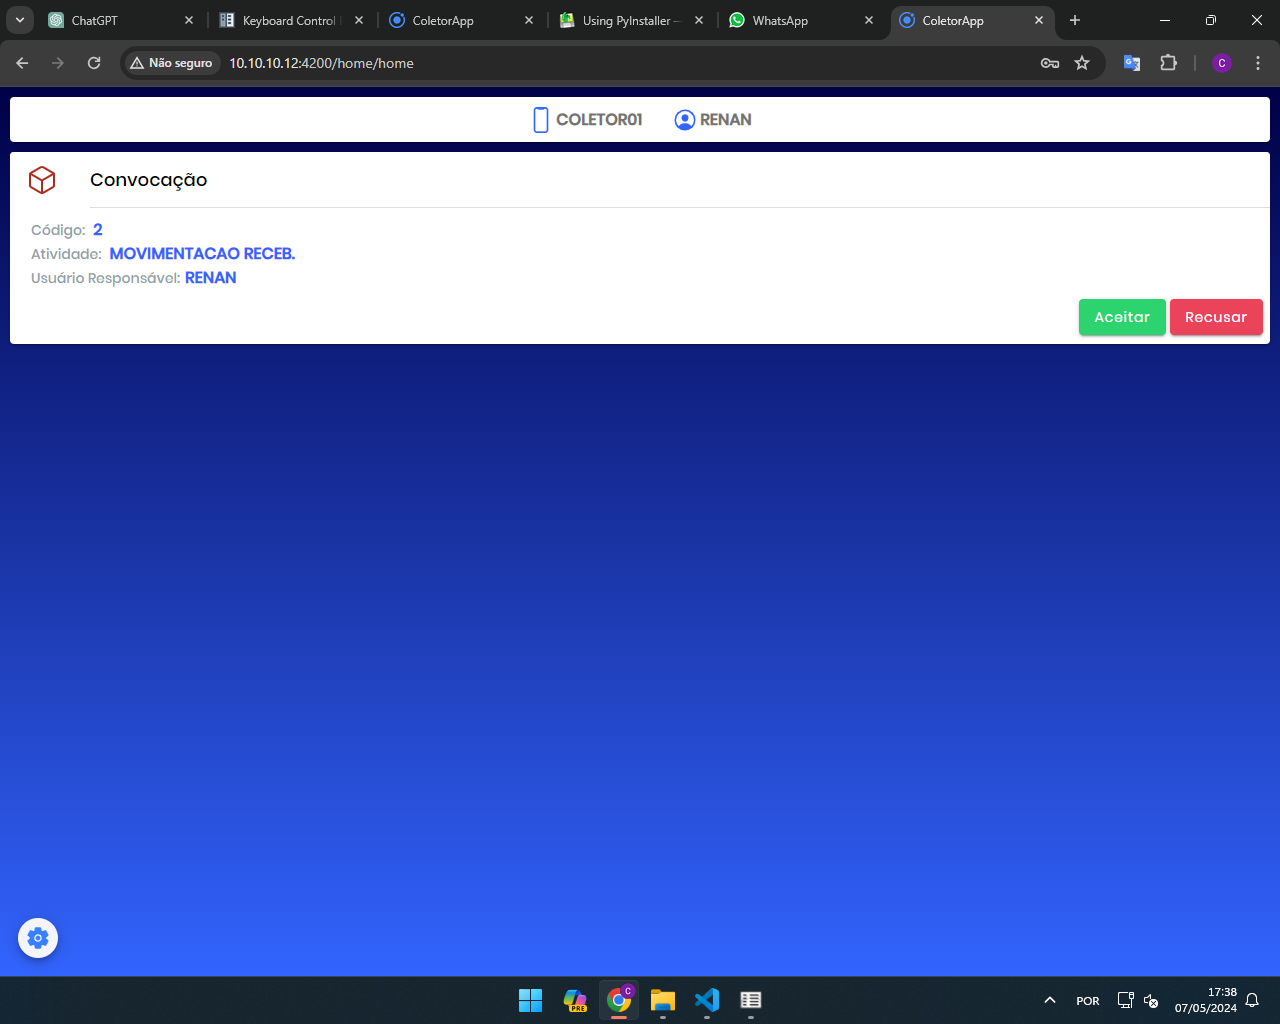 ChatGPT
Keyboard Control
ColetorApp
Using PyInstaller –
WhatsApp
ColetorApp
Não seguro
10.10.10.12:4200/home/home
C
COLETOR01
RENAN
Convocação
Código: 2
Atividade: MOVIMENTACAO RECEB.
Usuário Responsável: RENAN
Aceitar
Recusar
PRE
C
POR
17:38
07/05/2024